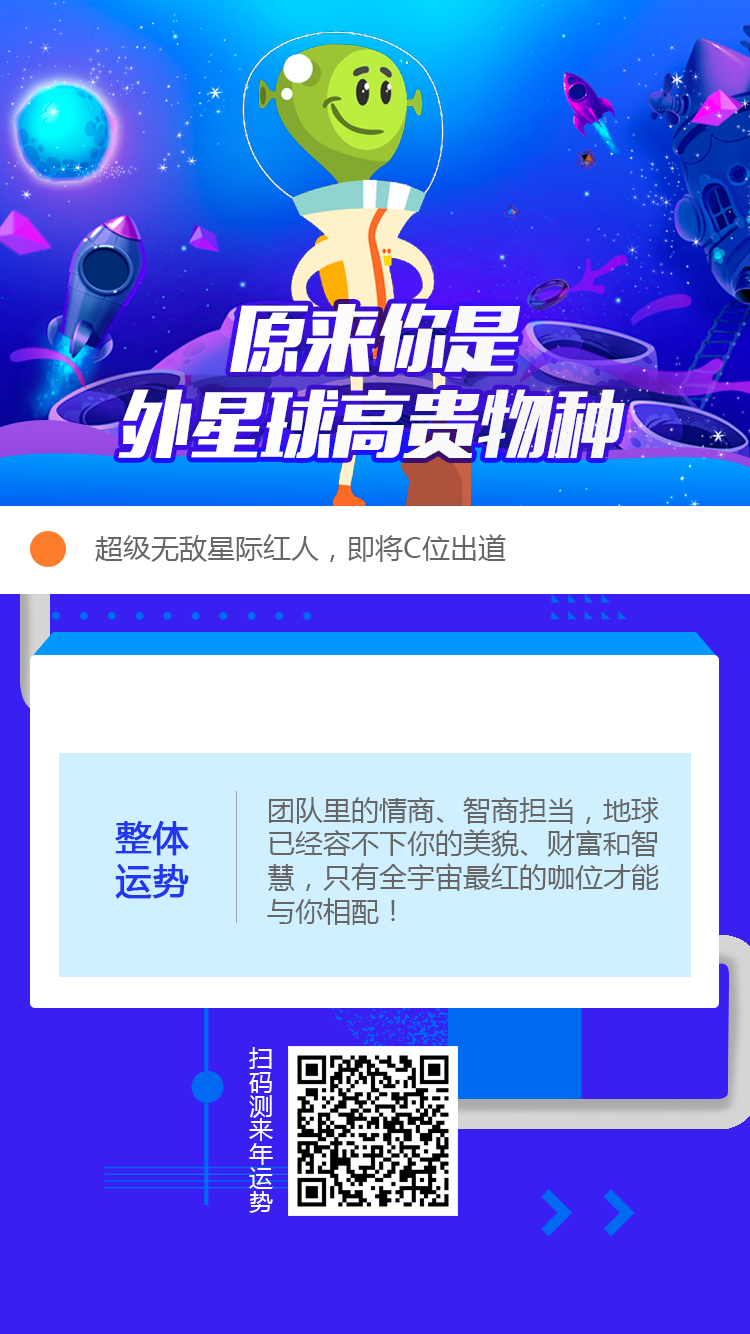 原来你是
外星球高贵物种
超级无敌星际红人，即将C位出道
整体
运势
团队里的情商、智商担当，地球
已经容不下你的美貌、财富和智
慧，只有全宇宙最红的咖位才能
与你相配！
扫码测来年运势